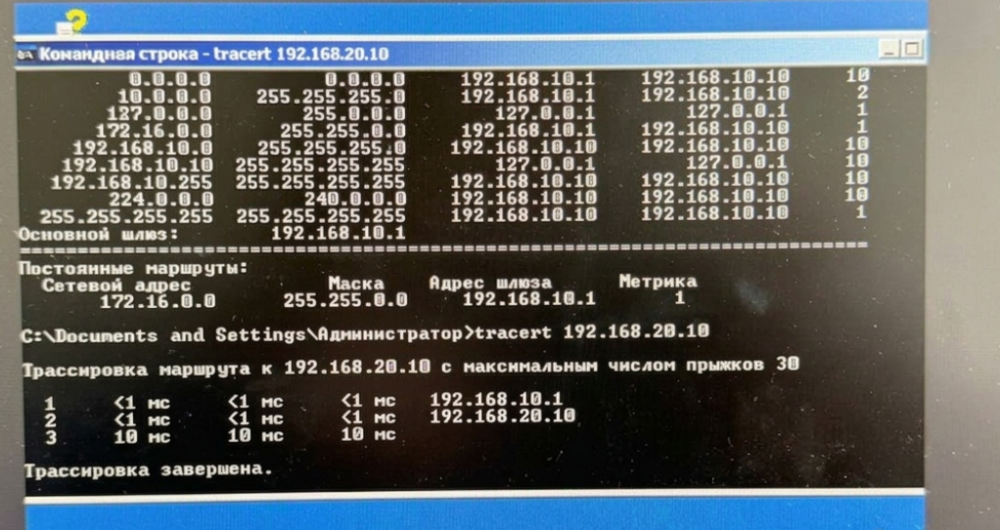 Командная строка - tracert 192.168.20.10
0.0.0.0 0.0.0.0 192.168.10.1 192.168.10.10 10
10.0.0.0 255.255.255.0 192.168.10.1 192.168.10.10 2
127.0.0.0 255.0.0.0 127.0.0.1 127.0.0.1 1
172.16.0.0 255.255.0.0 192.168.10.1 192.168.10.10 1
192.168.10.0 255.255.255.0 192.168.10.10 192.168.10.10 10
192.168.10.10 255.255.255.255 127.0.0.1 127.0.0.1 10
192.168.10.255 255.255.255.255 192.168.10.10 192.168.10.10 10
224.0.0.0 240.0.0.0 192.168.10.10 192.168.10.10 10
255.255.255.255 255.255.255.255 192.168.10.10 192.168.10.10 1
Основной шлюз: 192.168.10.1
===========================================================================
Постоянные маршруты:
Сетевой адрес Маска Адрес шлюза Метрика
172.16.0.0 255.255.0.0 192.168.10.1 1
C:\Documents and Settings\Администратор>tracert 192.168.20.10
Трассировка маршрута к 192.168.20.10 с максимальным числом прыжков 30
1 <1 мс <1 мс <1 мс 192.168.10.1
2 <1 мс <1 мс <1 мс 192.168.20.10
3 10 мс 10 мс 10 мс
Трассировка завершена.